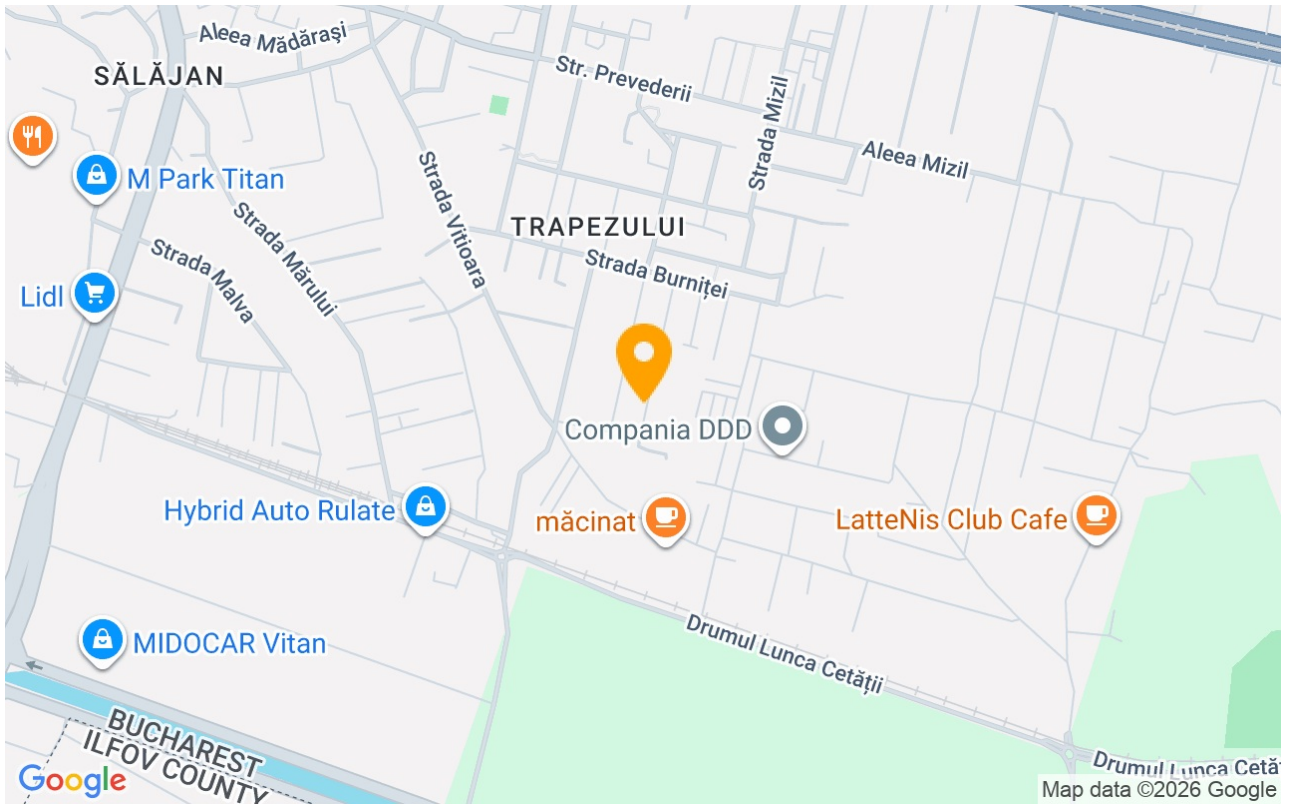 Aleea Mădărași
SĂLĂJAN
Str. Prevederii
Strada Mizil
Aleea Mizil
M Park Titan
Strada Vitioara
Strada Mărului
TRAPEZULUI
Strada Malva
Strada Burniței
Lidl
Compania DDD
Hybrid Auto Rulate
măcinat
LatteNis Club Cafe
MIDOCAR Vitan
Drumul Lunca Cetății
BUCHAREST
ILFOV COUNTY
Drumul Lunca Cetă
Google
Map data ©2026 Google